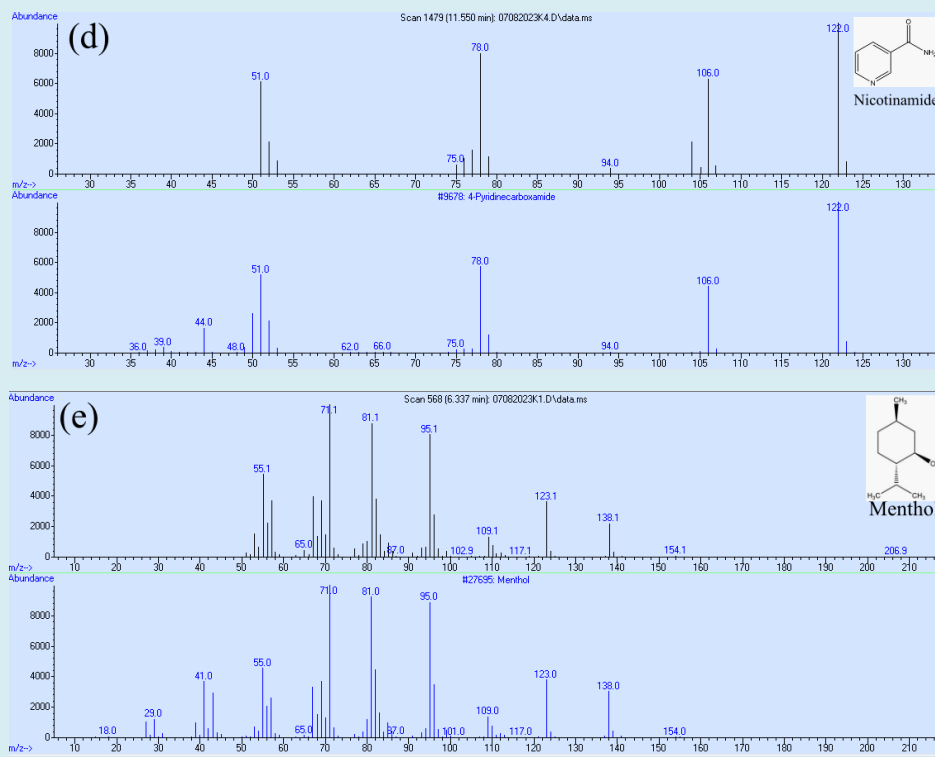 Abundance
Scan 1479 (11.550 min): 07082023K4.D\data.ms
(d)
122.0
78.0
51.0
106.0
75.0
94.0
O
NH₂
N
Nicotinamide
8000
6000
4000
2000
0
m/z-->
30 35 40 45 50 55 60 65 70 75 80 85 90 95 100 105 110 115 120 125 130
Abundance
#9678: 4-Pyridinecarboxamide
122.0
78.0
51.0
106.0
44.0
36.0 39.0 48.0 62.0 66.0 75.0 94.0
8000
6000
4000
2000
0
m/z-->
30 35 40 45 50 55 60 65 70 75 80 85 90 95 100 105 110 115 120 125 130
Abundance
Scan 568 (6.337 min): 07082023K1.D\data.ms
(e)
71.1
81.1
95.1
55.1
123.1
138.1
109.1
65.0 87.0 102.9 117.1 154.1 206.9
CH₃
O
H₃C CH₃
Menthol
8000
6000
4000
2000
0
m/z-->
10 20 30 40 50 60 70 80 90 100 110 120 130 140 150 160 170 180 190 200 210
Abundance
#27695: Menthol
71.0
81.0
95.0
55.0
41.0
123.0
138.0
29.0
109.0
18.0 65.0 87.0 101.0 117.0 154.0
8000
6000
4000
2000
0
m/z-->
10 20 30 40 50 60 70 80 90 100 110 120 130 140 150 160 170 180 190 200 210